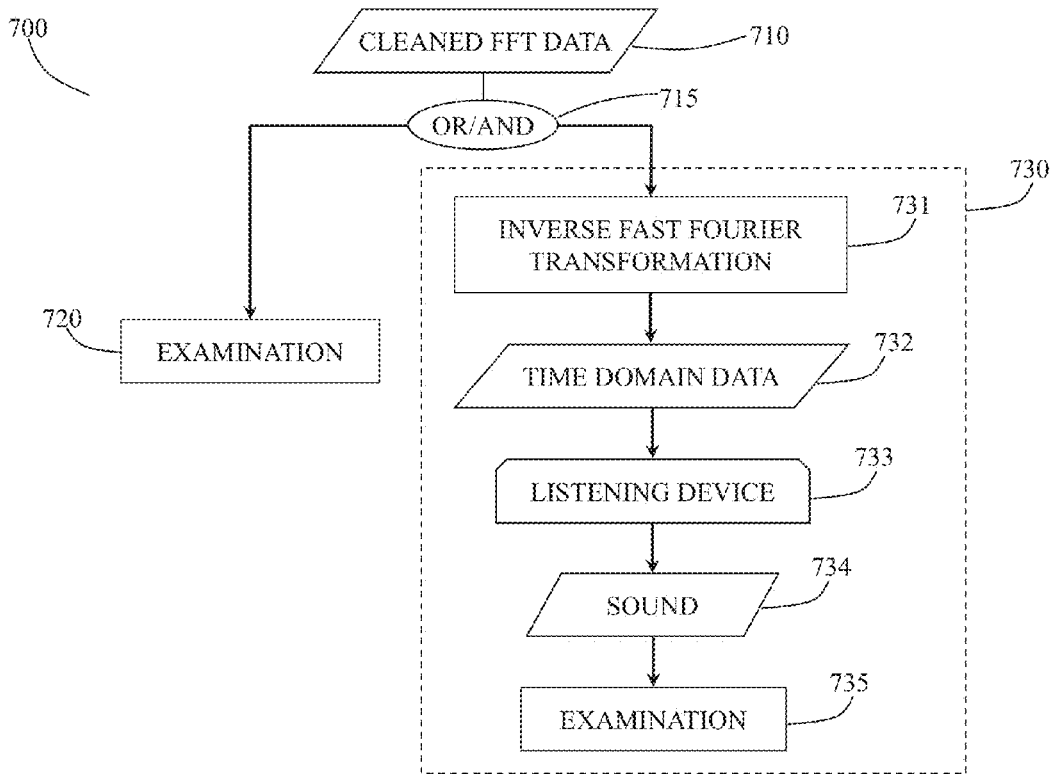 700
CLEANED FFT DATA
710
OR/AND
715
730
INVERSE FAST FOURIER
TRANSFORMATION
731
720
EXAMINATION
TIME DOMAIN DATA
732
LISTENING DEVICE
733
SOUND
734
EXAMINATION
735